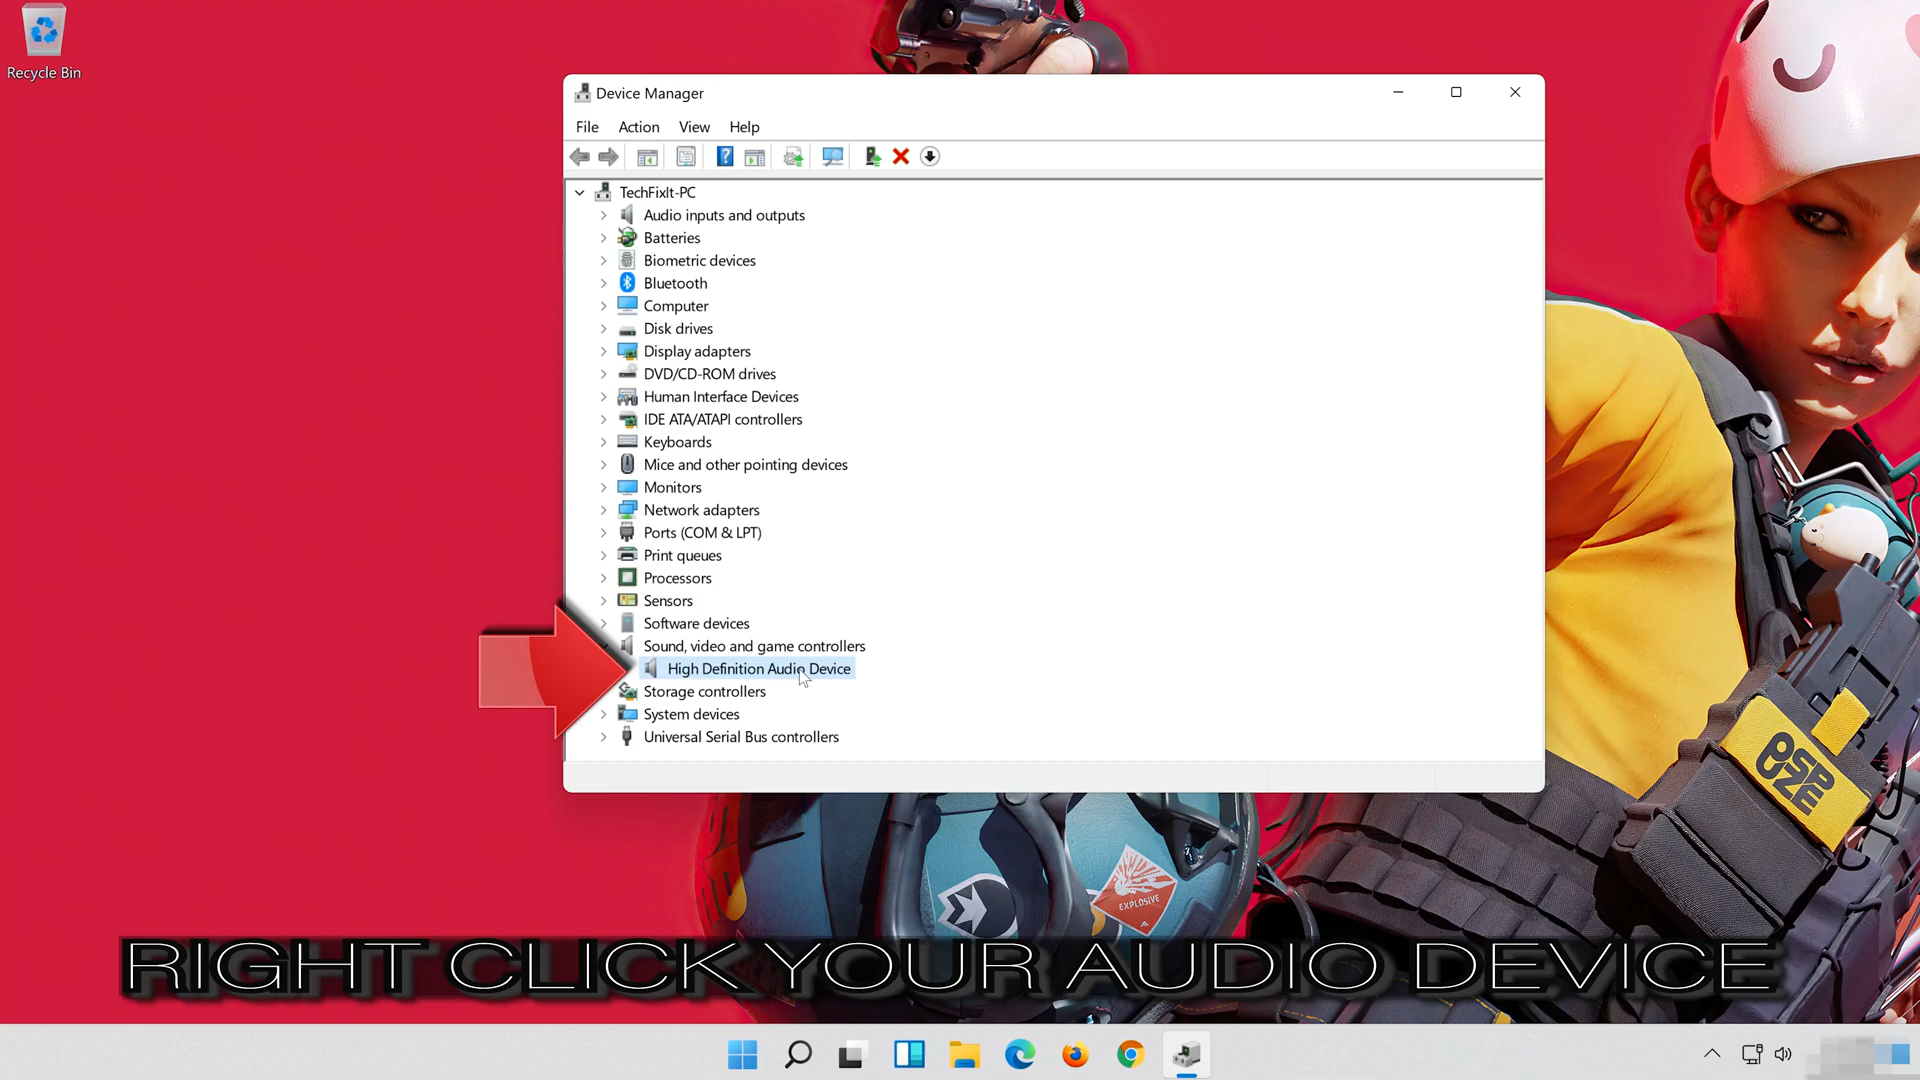 Recycle Bin
Device Manager
File Action View Help
TechFixIt-PC
Audio inputs and outputs
Batteries
Biometric devices
Bluetooth
Computer
Disk drives
Display adapters
DVD/CD-ROM drives
Human Interface Devices
IDE ATA/ATAPI controllers
Keyboards
Mice and other pointing devices
Monitors
Network adapters
Ports (COM & LPT)
Print queues
Processors
Sensors
Software devices
Sound, video and game controllers
High Definition Audio Device
Storage controllers
System devices
Universal Serial Bus controllers
EXPLOSIVE
RIGHT CLICK YOUR AUDIO DEVICE